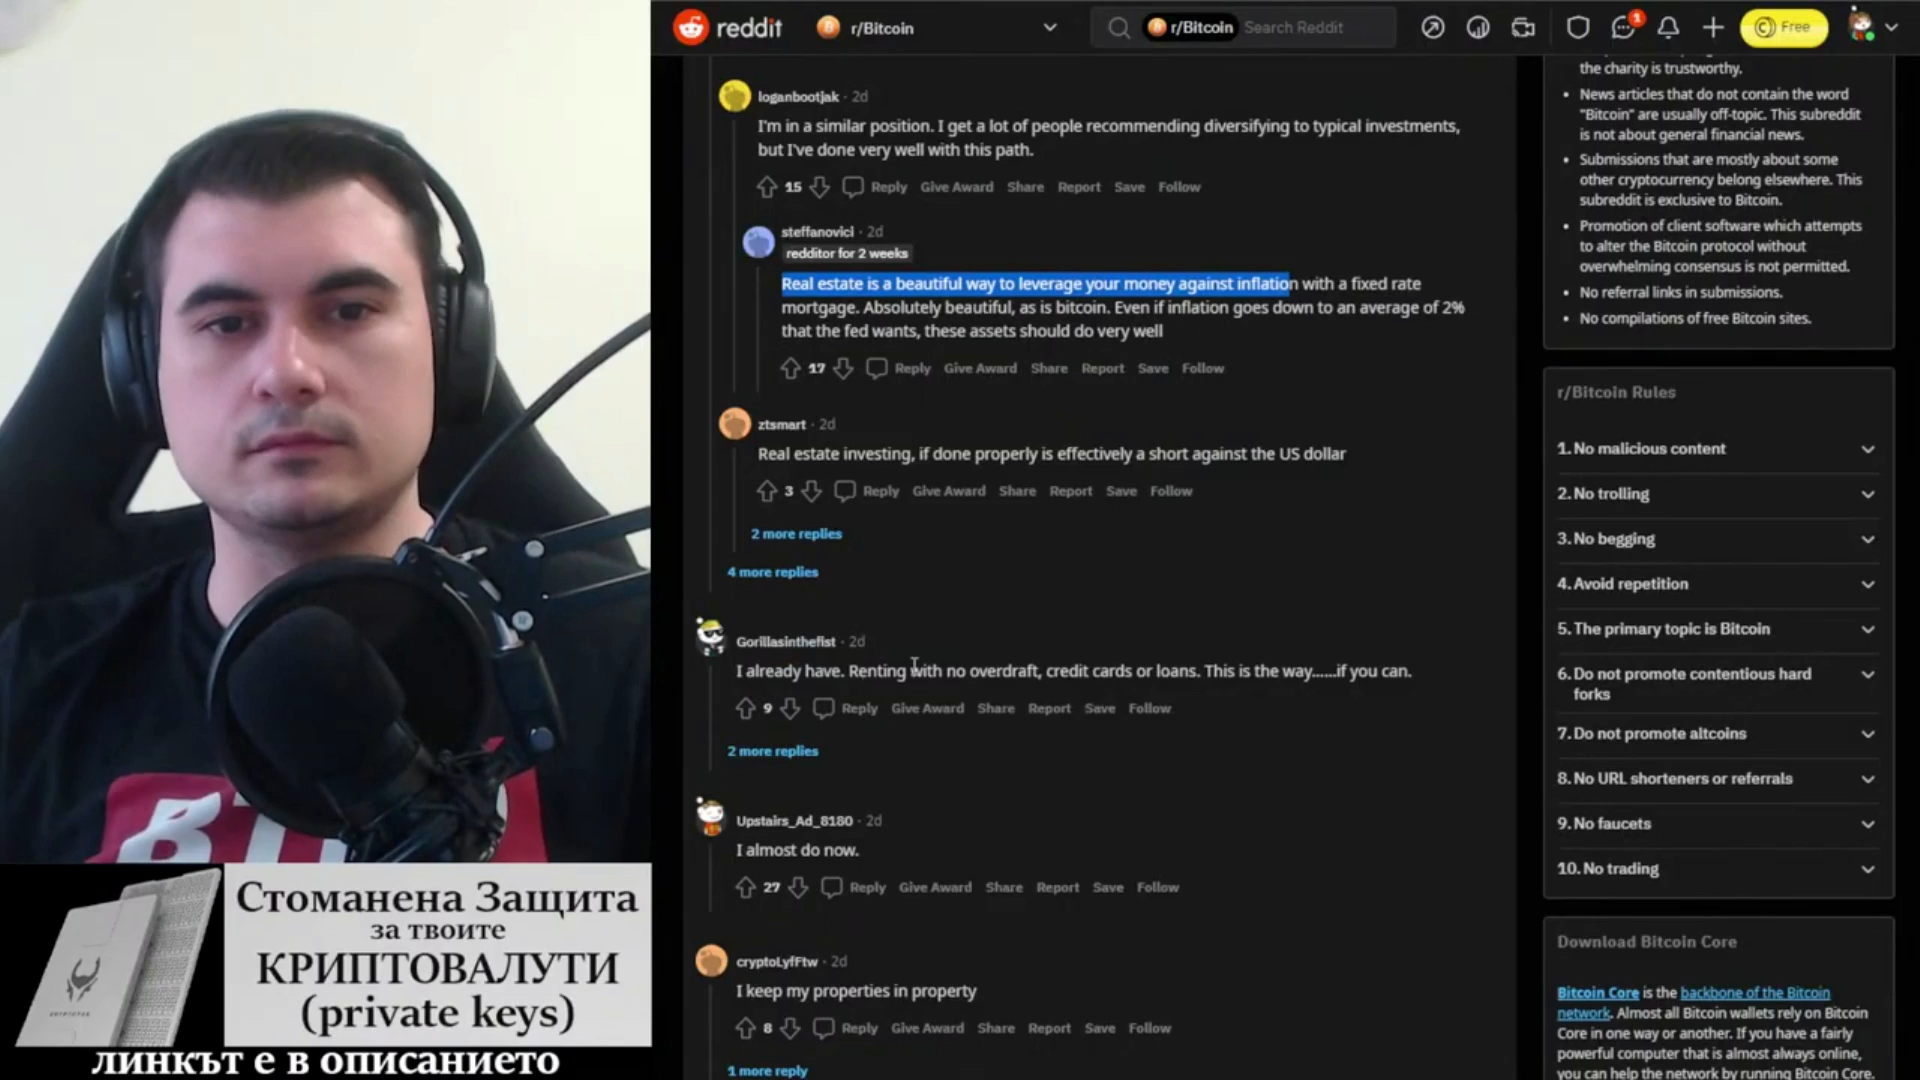 reddit
r/Bitcoin
r/Bitcoin Search Reddit
1
Free
loganbootjak · 2d
I'm in a similar position. I get a lot of people recommending diversifying to typical investments,
but I've done very well with this path.
15 Reply Give Award Share Report Save Follow
steffanovici · 2d
redditor for 2 weeks
Real estate is a beautiful way to leverage your money against inflation with a fixed rate
mortgage. Absolutely beautiful, as is bitcoin. Even if inflation goes down to an average of 2%
that the fed wants, these assets should do very well
17 Reply Give Award Share Report Save Follow
ztsmart · 2d
Real estate investing, if done properly is effectively a short against the US dollar
3 Reply Give Award Share Report Save Follow
2 more replies
4 more replies
Gorillasinthefist · 2d
I already have. Renting with no overdraft, credit cards or loans. This is the way......if you can.
9 Reply Give Award Share Report Save Follow
2 more replies
Upstairs_Ad_8180 · 2d
I almost do now.
27 Reply Give Award Share Report Save Follow
cryptoLyfFtw · 2d
I keep my properties in property
8 Reply Give Award Share Report Save Follow
1 more reply
the charity is trustworthy.
• News articles that do not contain the word
"Bitcoin" are usually off-topic. This subreddit
is not about general financial news.
• Submissions that are mostly about some
other cryptocurrency belong elsewhere. This
subreddit is exclusive to Bitcoin.
• Promotion of client software which attempts
to alter the Bitcoin protocol without
overwhelming consensus is not permitted.
• No referral links in submissions.
• No compilations of free Bitcoin sites.
r/Bitcoin Rules
1. No malicious content
2. No trolling
3. No begging
4. Avoid repetition
5. The primary topic is Bitcoin
6. Do not promote contentious hard
forks
7. Do not promote altcoins
8. No URL shorteners or referrals
9. No faucets
10. No trading
Download Bitcoin Core
Bitcoin Core is the backbone of the Bitcoin
network. Almost all Bitcoin wallets rely on Bitcoin
Core in one way or another. If you have a fairly
powerful computer that is almost always online,
you can help the network by running Bitcoin Core.
Стоманена Защита
за твоите
КРИПТОВАЛУТИ
(private keys)
линкът е в описанието